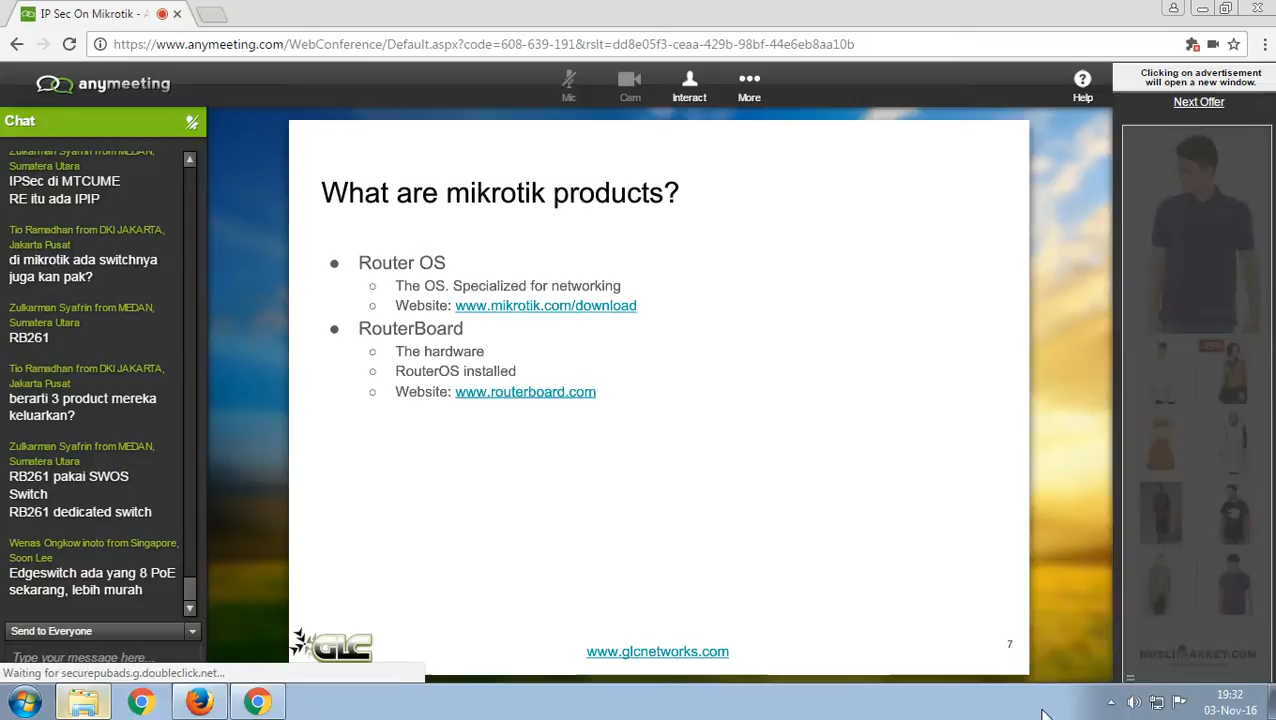 IP Sec On Mikrotik - A
https://www.anymeeting.com/WebConference/Default.aspx?code=608-639-191&rslt=dd8e05f3-ceaa-429b-98bf-44e6eb8aa10b
anymeeting
Mic
Cam
Interact
More
Help
Clicking on advertisement
will open a new window.
Next Offer
Chat
Zulkarman Syafrin from MEDAN,
Sumatera Utara
IPSec di MTCUME
RE itu ada IPIP
Tio Ramadhan from DKI JAKARTA,
Jakarta Pusat
di mikrotik ada switchnya
juga kan pak?
Zulkarman Syafrin from MEDAN,
Sumatera Utara
RB261
Tio Ramadhan from DKI JAKARTA,
Jakarta Pusat
berarti 3 product mereka
keluarkan?
Zulkarman Syafrin from MEDAN,
Sumatera Utara
RB261 pakai SWOS
Switch
RB261 dedicated switch
Wenas Ongkowinoto from Singapore,
Soon Lee
Edgeswitch ada yang 8 PoE
sekarang, lebih murah
Send to Everyone
Type your message here...
Waiting for securepubads.g.doubleclick.net...
What are mikrotik products?
● Router OS
○ The OS. Specialized for networking
○ Website: www.mikrotik.com/download
● RouterBoard
○ The hardware
○ RouterOS installed
○ Website: www.routerboard.com
GLC
www.glcnetworks.com
7
MUSLIMARKET.COM
19:32
03-Nov-16